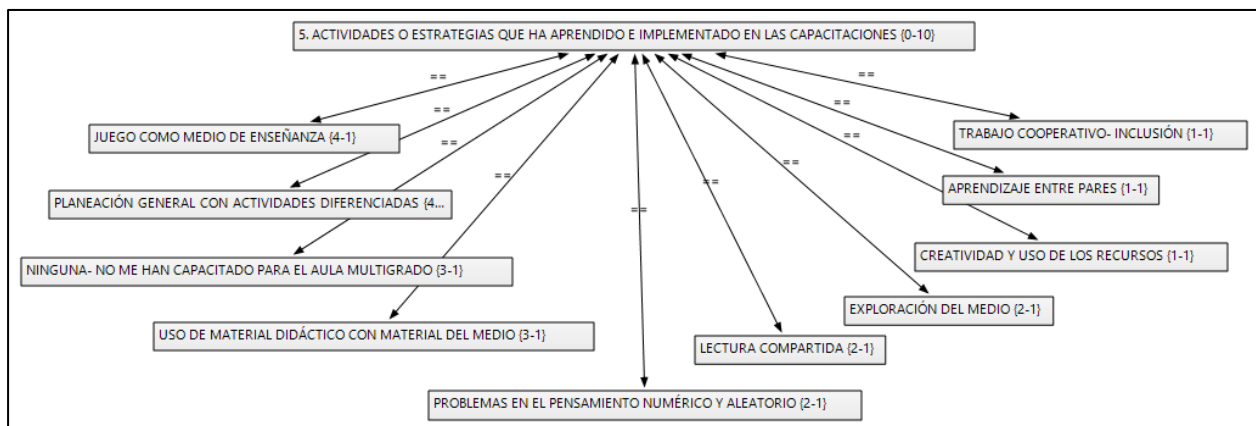 5. ACTIVIDADES O ESTRATEGIAS QUE HA APRENDIDO E IMPLEMENTADO EN LAS CAPACITACIONES {0-10}
==
==
==
==
==
==
==
==
==
==
JUEGO COMO MEDIO DE ENSEÑANZA {4-1}
TRABAJO COOPERATIVO- INCLUSIÓN {1-1}
PLANEACIÓN GENERAL CON ACTIVIDADES DIFERENCIADAS {4...
APRENDIZAJE ENTRE PARES {1-1}
NINGUNA- NO ME HAN CAPACITADO PARA EL AULA MULTIGRADO {3-1}
CREATIVIDAD Y USO DE LOS RECURSOS {1-1}
USO DE MATERIAL DIDÁCTICO CON MATERIAL DEL MEDIO {3-1}
EXPLORACIÓN DEL MEDIO {2-1}
LECTURA COMPARTIDA {2-1}
PROBLEMAS EN EL PENSAMIENTO NUMÉRICO Y ALEATORIO {2-1}